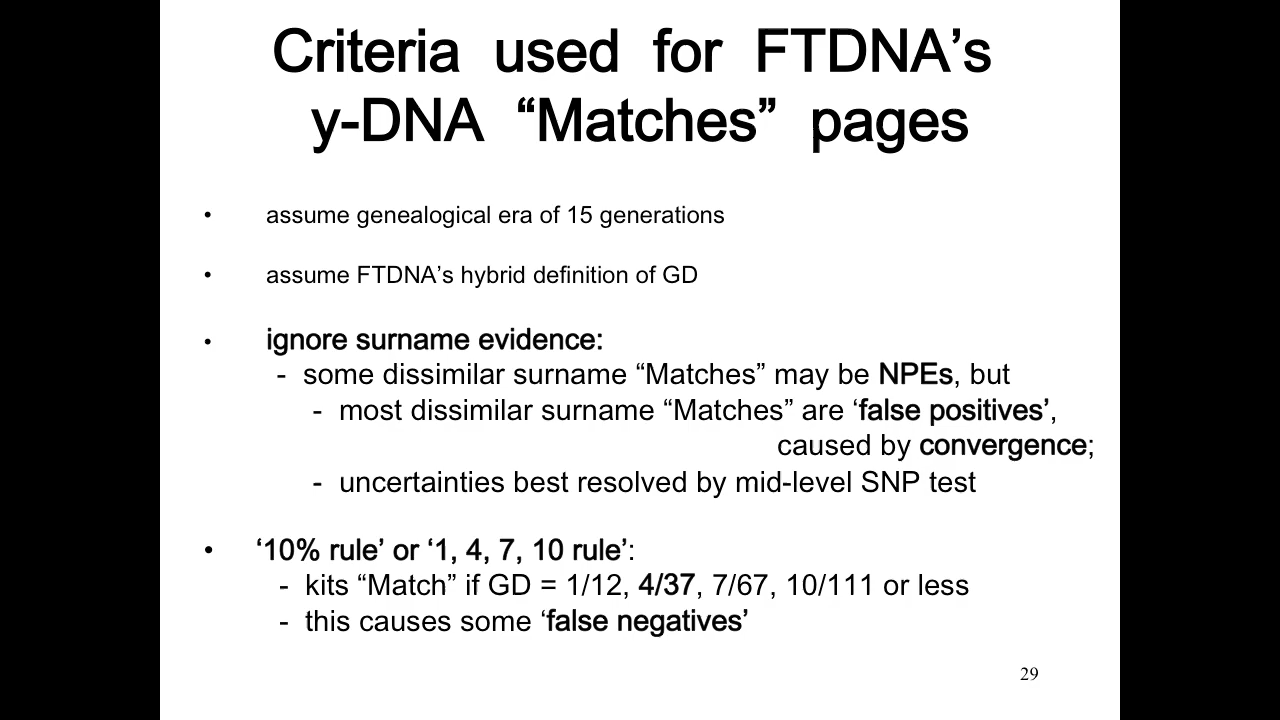 Criteria used for FTDNA’s
y-DNA “Matches” pages
• assume genealogical era of 15 generations
• assume FTDNA’s hybrid definition of GD
• ignore surname evidence:
- some dissimilar surname “Matches” may be NPEs, but
- most dissimilar surname “Matches” are ‘false positives’,
caused by convergence;
- uncertainties best resolved by mid-level SNP test
• ‘10% rule’ or ‘1, 4, 7, 10 rule’:
- kits “Match” if GD = 1/12, 4/37, 7/67, 10/111 or less
- this causes some ‘false negatives’
29